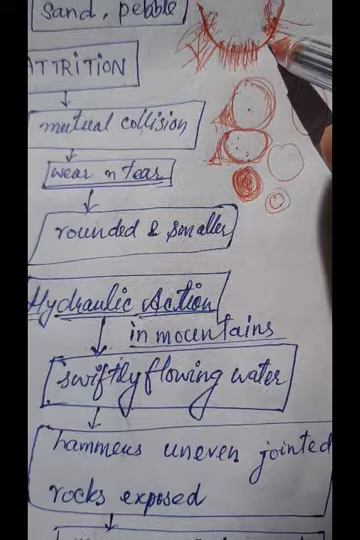 sand, pebble
ATTRITION
mutual collision
wear n tear
rounded & smaller
Hydraulic Action
in mountains
swiftly flowing water
hammers uneven jointed
rocks exposed